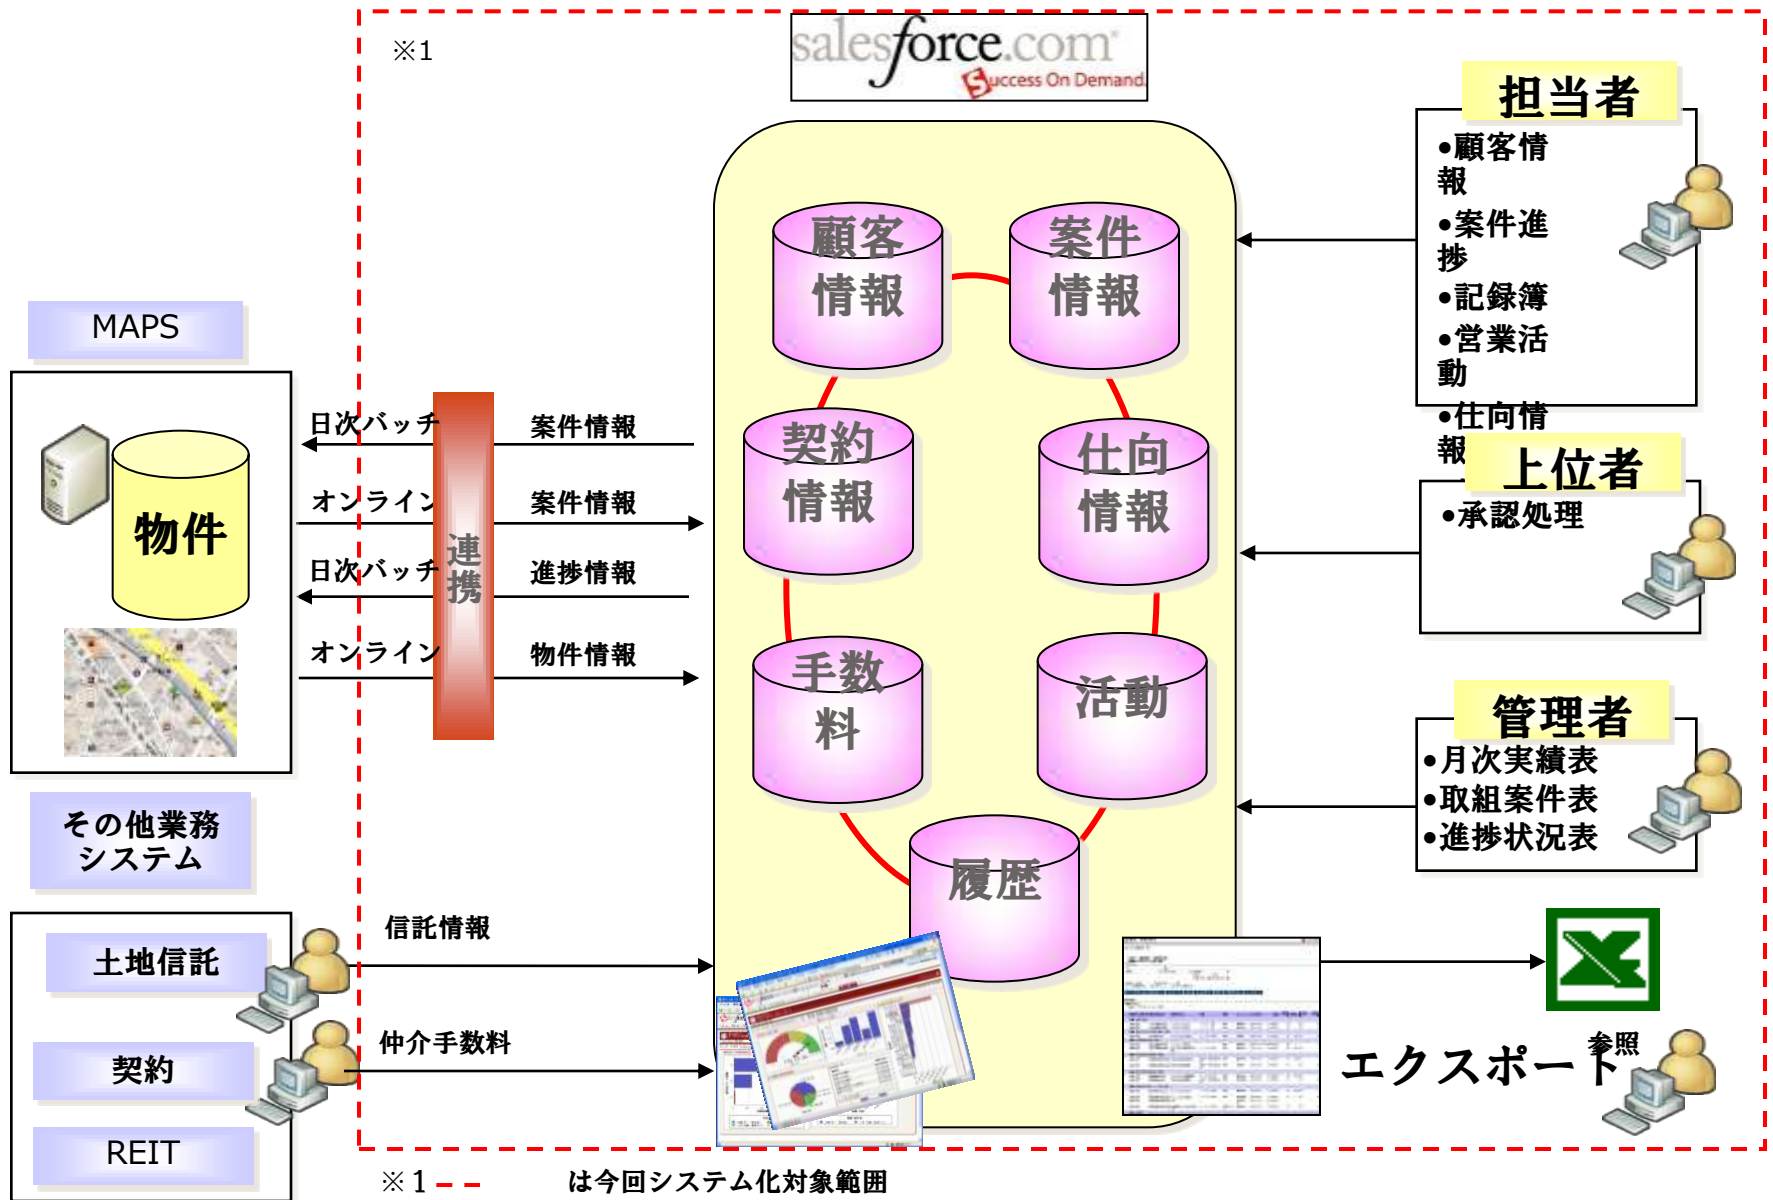 ※1
salesforce.com
Success On Demand.
担当者
•顧客情
報
•案件進
捗
•記録簿
•営業活
動
•仕向情
報
上位者
•承認処理
管理者
•月次実績表
•取組案件表
•進捗状況表
顧客
情報
案件
情報
契約
情報
仕向
情報
手数
料
活動
履歴
MAPS
物件
日次バッチ
案件情報
オンライン
案件情報
日次バッチ
進捗情報
オンライン
物件情報
連
携
その他業務
システム
土地信託
契約
REIT
信託情報
仲介手数料
エクスポート
参照
※1-- は今回システム化対象範囲